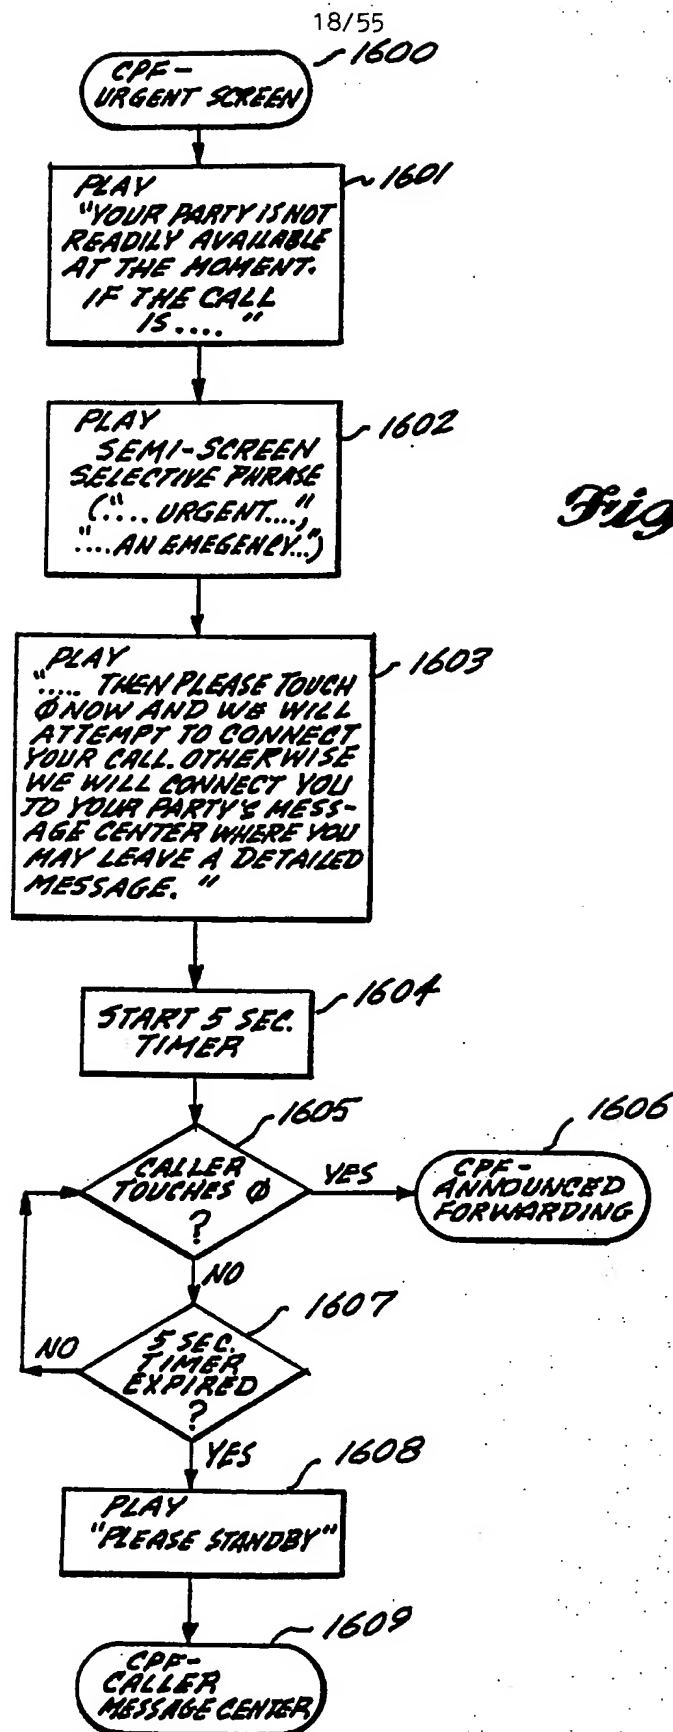 18/55
1600
CPF-
URGENT SCREEN
1601
PLAY
"YOUR PARTY IS NOT
READILY AVAILABLE
AT THE MOMENT.
IF THE CALL
IS...."
1602
PLAY
SEMI-SCREEN
SELECTIVE PHRASE
("....URGENT....,"
"....AN EMEGENCY...")
Fig
1603
PLAY
"..... THEN PLEASE TOUCH
Ø NOW AND WE WILL
ATTEMPT TO CONNECT
YOUR CALL. OTHERWISE
WE WILL CONNECT YOU
TO YOUR PARTY'S MESS-
AGE CENTER WHERE YOU
MAY LEAVE A DETAILED
MESSAGE."
1604
START 5 SEC.
TIMER
1605
CALLER
TOUCHES Ø
?
YES
1606
CPF-
ANNOUNCED
FORWARDING
NO
1607
5 SEC.
TIMER
EXPIRED
?
NO
YES
1608
PLAY
"PLEASE STANDBY"
1609
CPF-
CALLER
MESSAGE CENTER